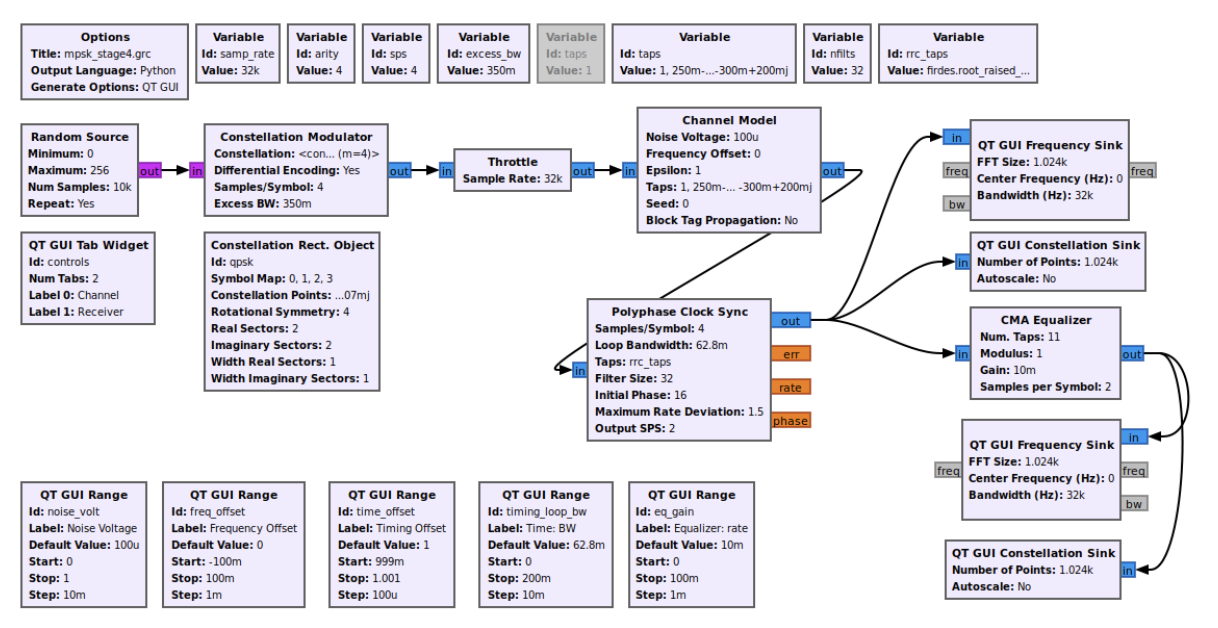 Options
Title: mpsk_stage4.grc
Output Language: Python
Generate Options: QT GUI
Variable
Id: samp_rate
Value: 32k
Variable
Id: arity
Value: 4
Variable
Id: sps
Value: 4
Variable
Id: excess_bw
Value: 350m
Variable
Id: taps
Value: 1
Variable
Id: taps
Value: 1, 250m-...-300m+200mj
Variable
Id: nfilts
Value: 32
Variable
Id: rrc_taps
Value: firdes.root_raised_...
Random Source
Minimum: 0
Maximum: 256
Num Samples: 10k
Repeat: Yes
out
in
Constellation Modulator
Constellation: <con... (m=4)>
Differential Encoding: Yes
Samples/Symbol: 4
Excess BW: 350m
out
in
Throttle
Sample Rate: 32k
out
in
Channel Model
Noise Voltage: 100u
Frequency Offset: 0
Epsilon: 1
Taps: 1, 250m-... -300m+200mj
Seed: 0
Block Tag Propagation: No
out
in
freq
bw
QT GUI Frequency Sink
FFT Size: 1.024k
Center Frequency (Hz): 0
Bandwidth (Hz): 32k
freq
QT GUI Tab Widget
Id: controls
Num Tabs: 2
Label 0: Channel
Label 1: Receiver
Constellation Rect. Object
Id: qpsk
Symbol Map: 0, 1, 2, 3
Constellation Points: ...07mj
Rotational Symmetry: 4
Real Sectors: 2
Imaginary Sectors: 2
Width Real Sectors: 1
Width Imaginary Sectors: 1
in
QT GUI Constellation Sink
Number of Points: 1.024k
Autoscale: No
in
Polyphase Clock Sync
Samples/Symbol: 4
Loop Bandwidth: 62.8m
Taps: rrc_taps
Filter Size: 32
Initial Phase: 16
Maximum Rate Deviation: 1.5
Output SPS: 2
out
err
rate
phase
in
CMA Equalizer
Num. Taps: 11
Modulus: 1
Gain: 10m
Samples per Symbol: 2
out
freq
QT GUI Frequency Sink
FFT Size: 1.024k
Center Frequency (Hz): 0
Bandwidth (Hz): 32k
in
freq
bw
QT GUI Range
Id: noise_volt
Label: Noise Voltage
Default Value: 100u
Start: 0
Stop: 1
Step: 10m
QT GUI Range
Id: freq_offset
Label: Frequency Offset
Default Value: 0
Start: -100m
Stop: 100m
Step: 1m
QT GUI Range
Id: time_offset
Label: Timing Offset
Default Value: 1
Start: 999m
Stop: 1.001
Step: 100u
QT GUI Range
Id: timing_loop_bw
Label: Time: BW
Default Value: 62.8m
Start: 0
Stop: 200m
Step: 10m
QT GUI Range
Id: eq_gain
Label: Equalizer: rate
Default Value: 10m
Start: 0
Stop: 100m
Step: 1m
QT GUI Constellation Sink
Number of Points: 1.024k
Autoscale: No
in